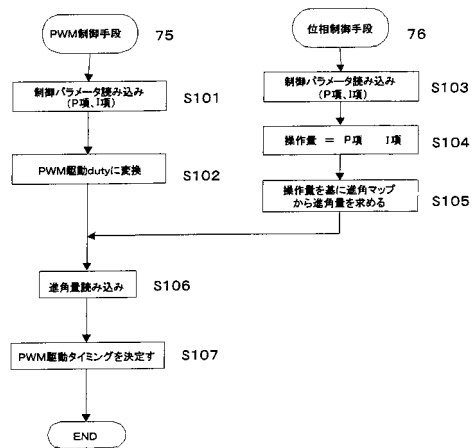 PWM制御手段
75
制御パラメータ読み込み
(P項、I項)
S101
PWM駆動dutyに変換
S102
位相制御手段
76
制御パラメータ読み込み
(P項、I項)
S103
操作量 = P項 I項
S104
操作量を基に進角マップ
から進角量を求める
S105
進角量読み込み
S106
PWM駆動タイミングを決定す
S107
END